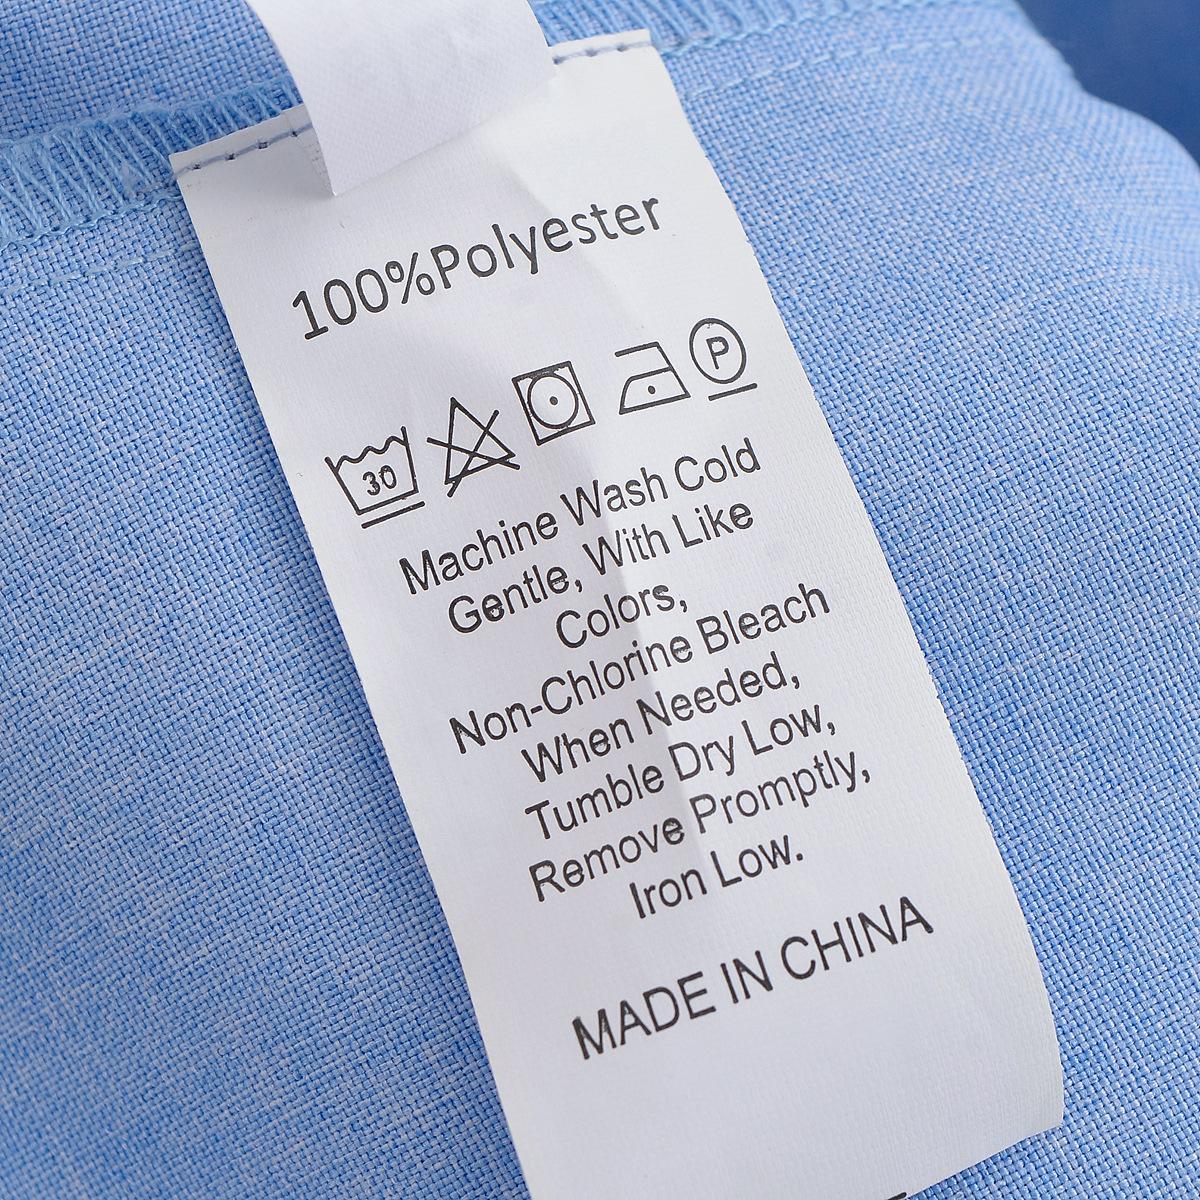 100%Polyester
30 P
Machine Wash Cold
Gentle, With Like
Colors,
Non-Chlorine Bleach
When Needed,
Tumble Dry Low,
Remove Promptly,
Iron Low.
MADE IN CHINA